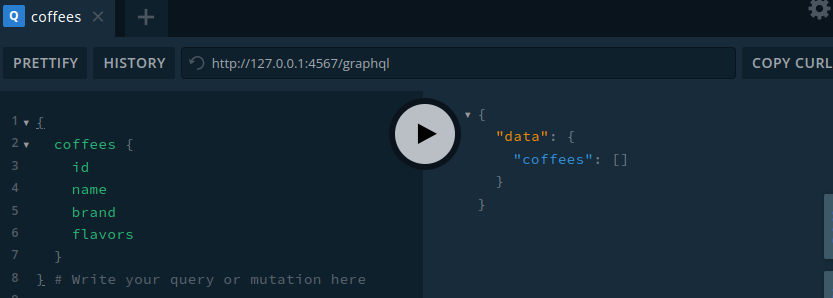 Q coffees
PRETTIFY HISTORY http://127.0.0.1:4567/graphql COPY CURL
1 {
2 coffees {
3 id
4 name
5 brand
6 flavors
7 }
8 } # Write your query or mutation here
{
"data": {
"coffees": []
}
}